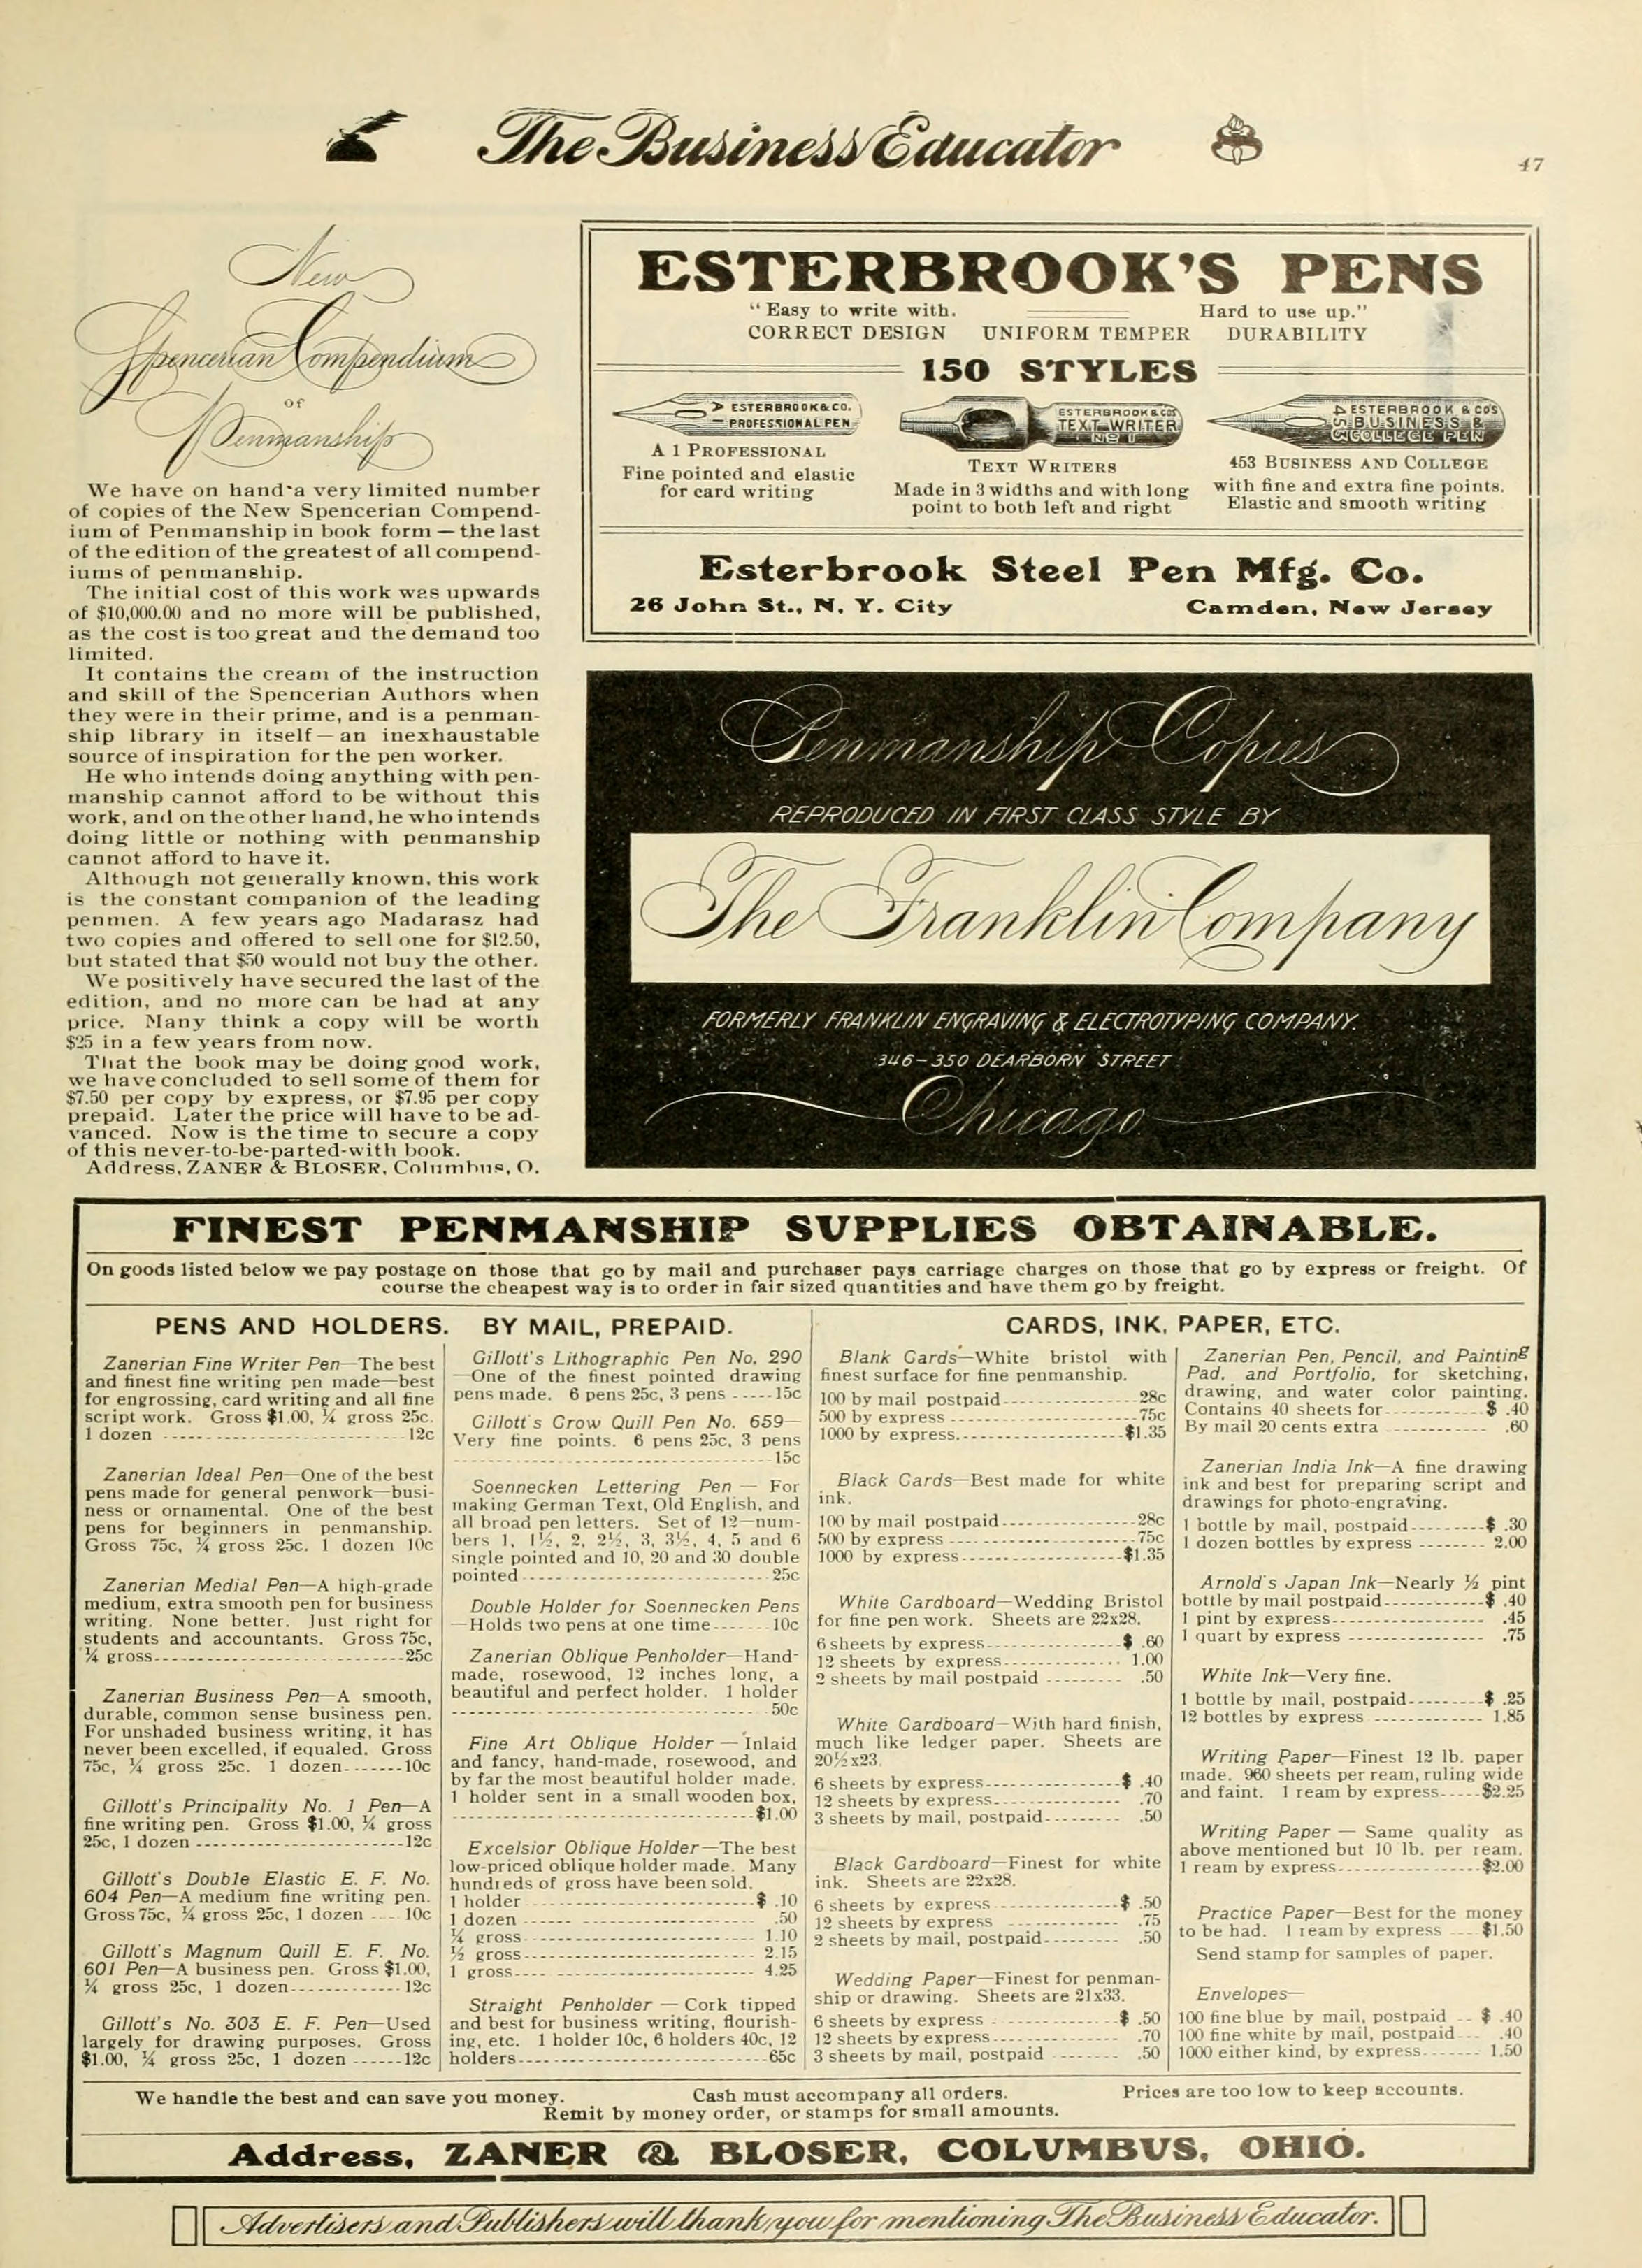 The Business Educator
47
New
Spencerian Compendium
OF
Penmanship
We have on hand a very limited number
of copies of the New Spencerian Compend-
ium of Penmanship in book form — the last
of the edition of the greatest of all compend-
iums of penmanship.
The initial cost of this work was upwards
of $10,000.00 and no more will be published,
as the cost is too great and the demand too
limited.
It contains the cream of the instruction
and skill of the Spencerian Authors when
they were in their prime, and is a penman-
ship library in itself — an inexhaustable
source of inspiration for the pen worker.
He who intends doing anything with pen-
manship cannot afford to be without this
work, and on the other hand, he who intends
doing little or nothing with penmanship
cannot afford to have it.
Although not generally known, this work
is the constant companion of the leading
penmen. A few years ago Madarasz had
two copies and offered to sell one for $12.50,
but stated that $50 would not buy the other.
We positively have secured the last of the
edition, and no more can be had at any
price. Many think a copy will be worth
$25 in a few years from now.
That the book may be doing good work,
we have concluded to sell some of them for
$7.50 per copy by express, or $7.95 per copy
prepaid. Later the price will have to be ad-
vanced. Now is the time to secure a copy
of this never-to-be-parted-with book.
Address, ZANER & BLOSER, Columbus, O.
ESTERBROOK'S PENS
"Easy to write with. Hard to use up."
CORRECT DESIGN UNIFORM TEMPER DURABILITY
150 STYLES
ESTERBROOK & CO.
PROFESSIONAL PEN
A 1 PROFESSIONAL
Fine pointed and elastic
for card writing
ESTERBROOK & CO'S
TEXT WRITER
No 1
TEXT WRITERS
Made in 3 widths and with long
point to both left and right
ESTERBROOK & CO'S
BUSINESS &
COLLEGE PEN
453
453 BUSINESS AND COLLEGE
with fine and extra fine points.
Elastic and smooth writing
Esterbrook Steel Pen Mfg. Co.
26 John St., N. Y. City Camden, New Jersey
Penmanship Copies
REPRODUCED IN FIRST CLASS STYLE BY
The Franklin Company
FORMERLY FRANKLIN ENGRAVING & ELECTROTYPING COMPANY.
346-350 DEARBORN STREET
Chicago
FINEST PENMANSHIP SUPPLIES OBTAINABLE.
On goods listed below we pay postage on those that go by mail and purchaser pays carriage charges on those that go by express or freight. Of
course the cheapest way is to order in fair sized quantities and have them go by freight.
PENS AND HOLDERS. BY MAIL, PREPAID.
Zanerian Fine Writer Pen—The best
and finest fine writing pen made—best
for engrossing, card writing and all fine
script work. Gross $1.00, ¼ gross 25c.
1 dozen 12c
Zanerian Ideal Pen—One of the best
pens made for general penwork—busi-
ness or ornamental. One of the best
pens for beginners in penmanship.
Gross 75c, ¼ gross 25c. 1 dozen 10c
Zanerian Medial Pen—A high-grade
medium, extra smooth pen for business
writing. None better. Just right for
students and accountants. Gross 75c,
¼ gross 25c
Zanerian Business Pen—A smooth,
durable, common sense business pen.
For unshaded business writing, it has
never been excelled, if equaled. Gross
75c, ¼ gross 25c. 1 dozen 10c
Gillott's Principality No. 1 Pen—A
fine writing pen. Gross $1.00, ¼ gross
25c, 1 dozen 12c
Gillott's Double Elastic E. F. No.
604 Pen—A medium fine writing pen.
Gross 75c, ¼ gross 25c, 1 dozen 10c
Gillott's Magnum Quill E. F. No.
601 Pen—A business pen. Gross $1.00,
¼ gross 25c, 1 dozen 12c
Gillott's No. 303 E. F. Pen—Used
largely for drawing purposes. Gross
$1.00, ¼ gross 25c, 1 dozen 12c
Gillott's Lithographic Pen No. 290
—One of the finest pointed drawing
pens made. 6 pens 25c, 3 pens 15c
Gillott's Crow Quill Pen No. 659—
Very fine points. 6 pens 25c, 3 pens
15c
Soennecken Lettering Pen — For
making German Text, Old English, and
all broad pen letters. Set of 12—num-
bers 1, 1½, 2, 2½, 3, 3½, 4, 5 and 6
single pointed and 10, 20 and 30 double
pointed 25c
Double Holder for Soennecken Pens
—Holds two pens at one time 10c
Zanerian Oblique Penholder—Hand-
made, rosewood, 12 inches long, a
beautiful and perfect holder. 1 holder
50c
Fine Art Oblique Holder — Inlaid
and fancy, hand-made, rosewood, and
by far the most beautiful holder made.
1 holder sent in a small wooden box,
$1.00
Excelsior Oblique Holder—The best
low-priced oblique holder made. Many
hundreds of gross have been sold.
1 holder $ .10
1 dozen .50
¼ gross 1.10
½ gross 2.15
1 gross 4.25
Straight Penholder — Cork tipped
and best for business writing, flourish-
ing, etc. 1 holder 10c, 6 holders 40c, 12
holders 65c
CARDS, INK, PAPER, ETC.
Blank Cards—White bristol with
finest surface for fine penmanship.
100 by mail postpaid 28c
500 by express 75c
1000 by express. $1.35
Black Cards—Best made for white
ink.
100 by mail postpaid 28c
500 by express 75c
1000 by express $1.35
White Cardboard—Wedding Bristol
for fine pen work. Sheets are 22x28.
6 sheets by express $ .60
12 sheets by express 1.00
2 sheets by mail postpaid .50
White Cardboard—With hard finish,
much like ledger paper. Sheets are
20½x23.
6 sheets by express $ .40
12 sheets by express .70
3 sheets by mail, postpaid .50
Black Cardboard—Finest for white
ink. Sheets are 22x28.
6 sheets by express $ .50
12 sheets by express .75
2 sheets by mail, postpaid .50
Wedding Paper—Finest for penman-
ship or drawing. Sheets are 21x33.
6 sheets by express $ .50
12 sheets by express .70
3 sheets by mail, postpaid .50
Zanerian Pen, Pencil, and Painting
Pad, and Portfolio, for sketching,
drawing, and water color painting.
Contains 40 sheets for $ .40
By mail 20 cents extra .60
Zanerian India Ink—A fine drawing
ink and best for preparing script and
drawings for photo-engraving.
1 bottle by mail, postpaid $ .30
1 dozen bottles by express 2.00
Arnold's Japan Ink—Nearly ½ pint
bottle by mail postpaid $ .40
1 pint by express .45
1 quart by express .75
White Ink—Very fine.
1 bottle by mail, postpaid $ .25
12 bottles by express 1.85
Writing Paper—Finest 12 lb. paper
made. 960 sheets per ream, ruling wide
and faint. 1 ream by express $2.25
Writing Paper — Same quality as
above mentioned but 10 lb. per ream.
1 ream by express $2.00
Practice Paper—Best for the money
to be had. 1 ream by express $1.50
Send stamp for samples of paper.
Envelopes—
100 fine blue by mail, postpaid $ .40
100 fine white by mail, postpaid .40
1000 either kind, by express 1.50
We handle the best and can save you money. Cash must accompany all orders. Prices are too low to keep accounts.
Remit by money order, or stamps for small amounts.
Address, ZANER & BLOSER, COLUMBUS, OHIO.
Advertisers and Publishers will thank you for mentioning The Business Educator.